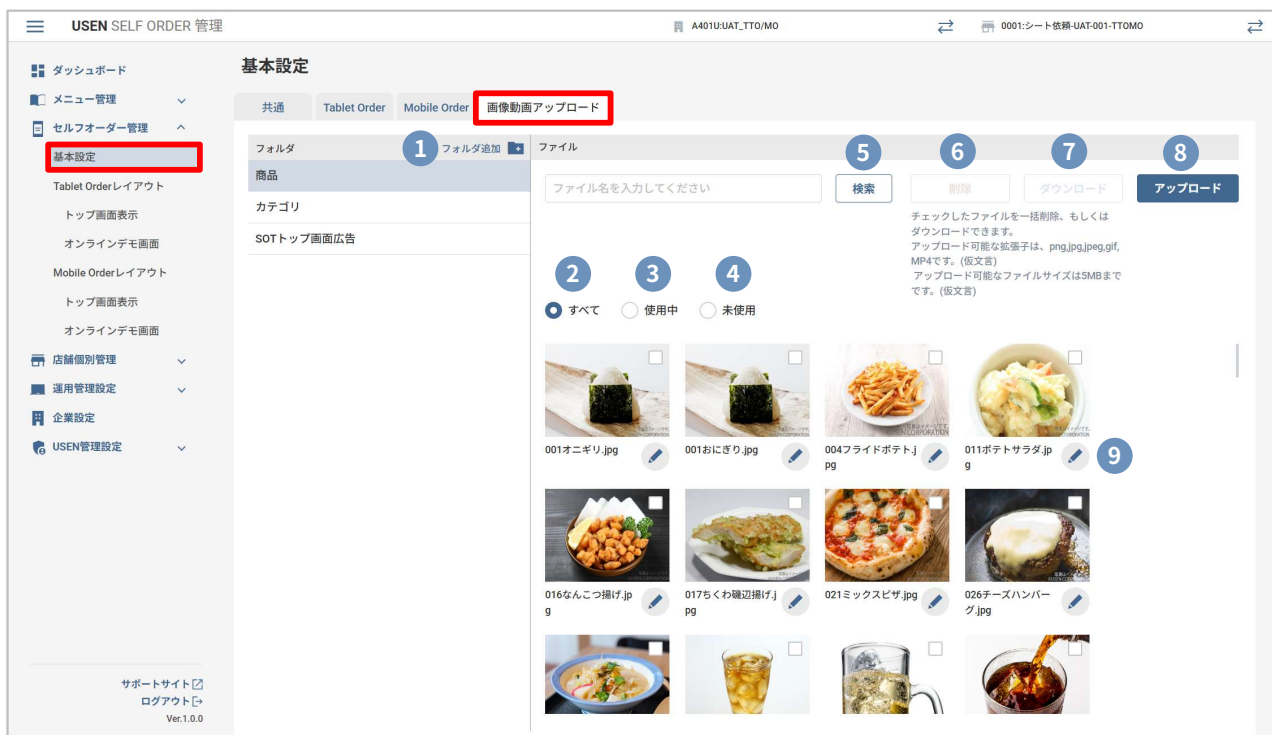 USEN SELF ORDER 管理
A401U:UAT_TTO/MO
0001:シート依頼-UAT-001-TTOMO
ダッシュボード
メニュー管理
セルフオーダー管理
基本設定
Tablet Orderレイアウト
トップ画面表示
オンラインデモ画面
Mobile Orderレイアウト
トップ画面表示
オンラインデモ画面
店舗個別管理
運用管理設定
企業設定
USEN管理設定
サポートサイト
ログアウト
Ver.1.0.0
基本設定
共通
Tablet Order
Mobile Order
画像動画アップロード
フォルダ
1
フォルダ追加
商品
カテゴリ
SOTトップ画面広告
ファイル
5
6
7
8
ファイル名を入力してください
検索
削除
ダウンロード
アップロード
チェックしたファイルを一括削除、もしくは
ダウンロードできます。
アップロード可能な拡張子は、png,jpg,jpeg,gif,
MP4です。(仮文言)
アップロード可能なファイルサイズは5MBまで
です。(仮文言)
2
3
4
すべて
使用中
未使用
001オニギリ.jpg
001おにぎり.jpg
004フライドポテト.j
pg
011ポテトサラダ.jp
g
9
016なんこつ揚げ.jp
g
017ちくわ磯辺揚げ.j
pg
021ミックスピザ.jpg
026チーズハンバー
グ.jpg